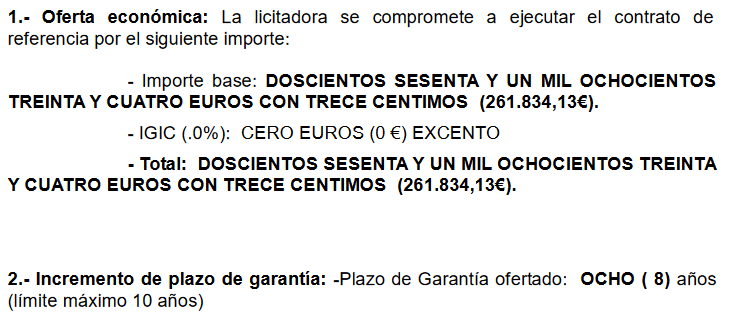 1.- Oferta económica: La licitadora se compromete a ejecutar el contrato de
referencia por el siguiente importe:
- Importe base: DOSCIENTOS SESENTA Y UN MIL OCHOCIENTOS
TREINTA Y CUATRO EUROS CON TRECE CENTIMOS (261.834,13€).
- IGIC (.0%): CERO EUROS (0 €) EXCENTO
- Total: DOSCIENTOS SESENTA Y UN MIL OCHOCIENTOS TREINTA
Y CUATRO EUROS CON TRECE CENTIMOS (261.834,13€).
2.- Incremento de plazo de garantía: -Plazo de Garantía ofertado: OCHO ( 8) años
(límite máximo 10 años)